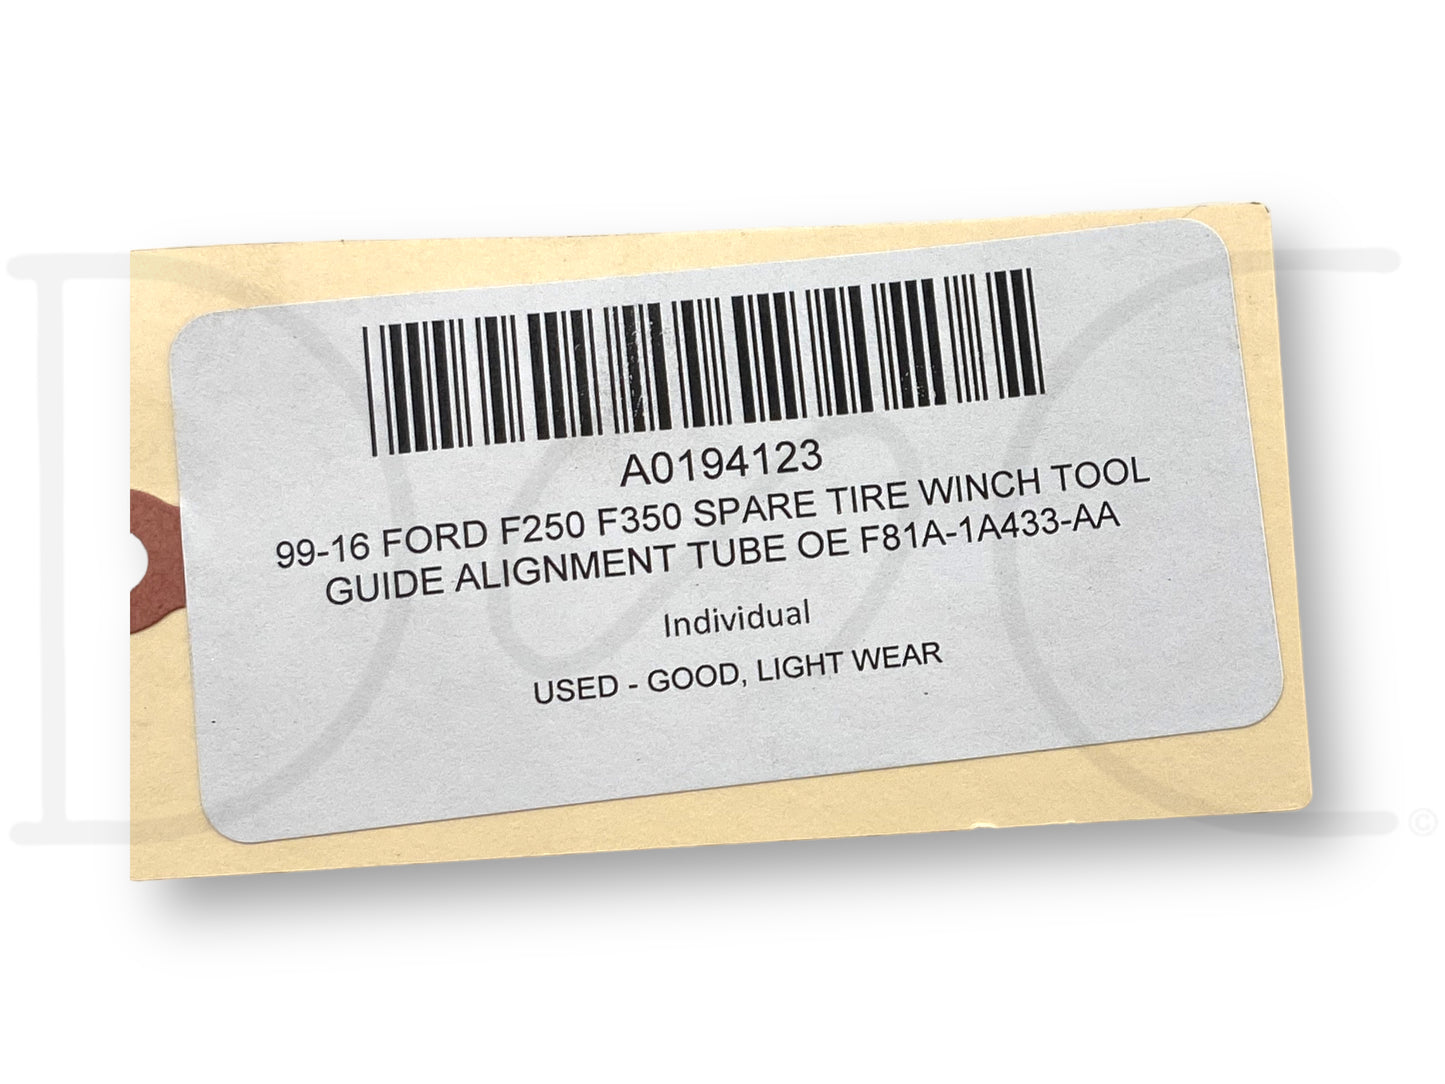 A0194123
99-16 FORD F250 F350 SPARE TIRE WINCH TOOL
GUIDE ALIGNMENT TUBE OE F81A-1A433-AA
Individual
USED - GOOD, LIGHT WEAR
©